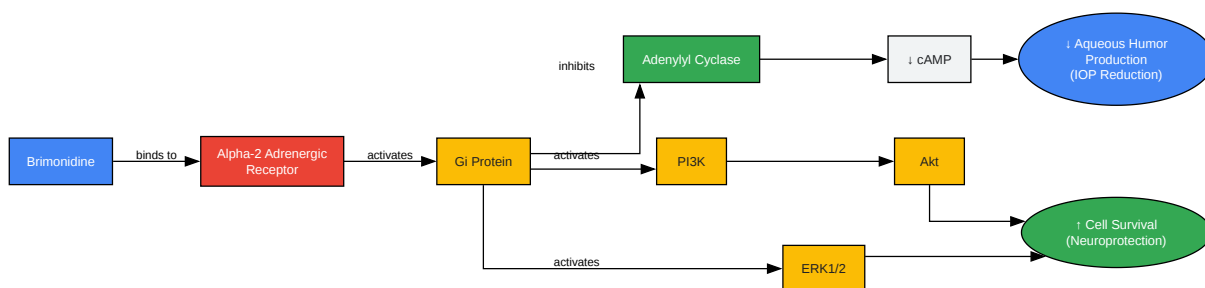 Brimonidine
binds to
Alpha-2 Adrenergic
Receptor
activates
Gi Protein
inhibits
Adenylyl Cyclase
↓ cAMP
↓ Aqueous Humor
Production
(IOP Reduction)
activates
PI3K
Akt
activates
ERK1/2
↑ Cell Survival
(Neuroprotection)